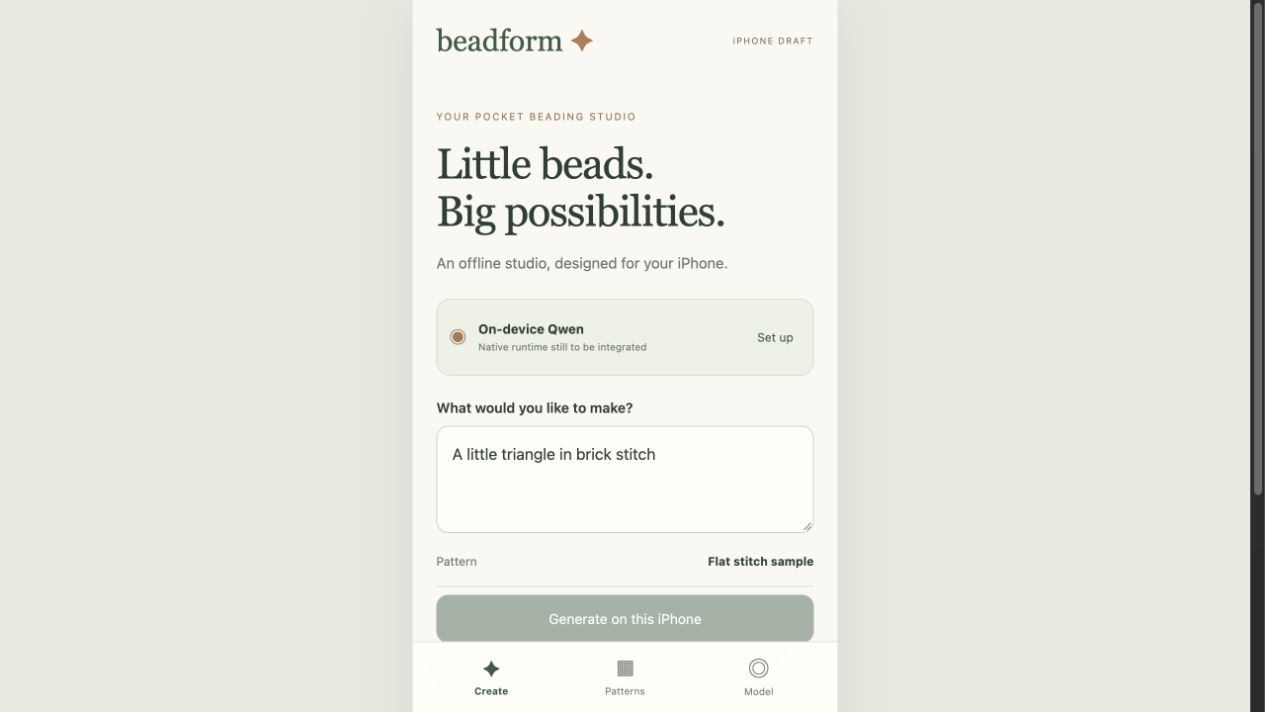 beadform
iPHONE DRAFT
YOUR POCKET BEADING STUDIO
Little beads.
Big possibilities.
An offline studio, designed for your iPhone.
On-device Qwen
Native runtime still to be integrated
Set up
What would you like to make?
A little triangle in brick stitch
Pattern
Flat stitch sample
Generate on this iPhone
Create
Patterns
Model